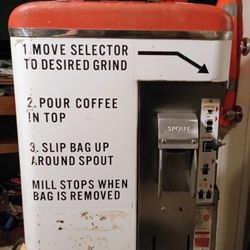 1 MOVE SELECTOR
TO DESIRED GRIND
2. POUR COFFEE
IN TOP
SPOUT
3. SLIP BAG UP
AROUND SPOUT
MILL STOPS WHEN
BAG IS REMOVED